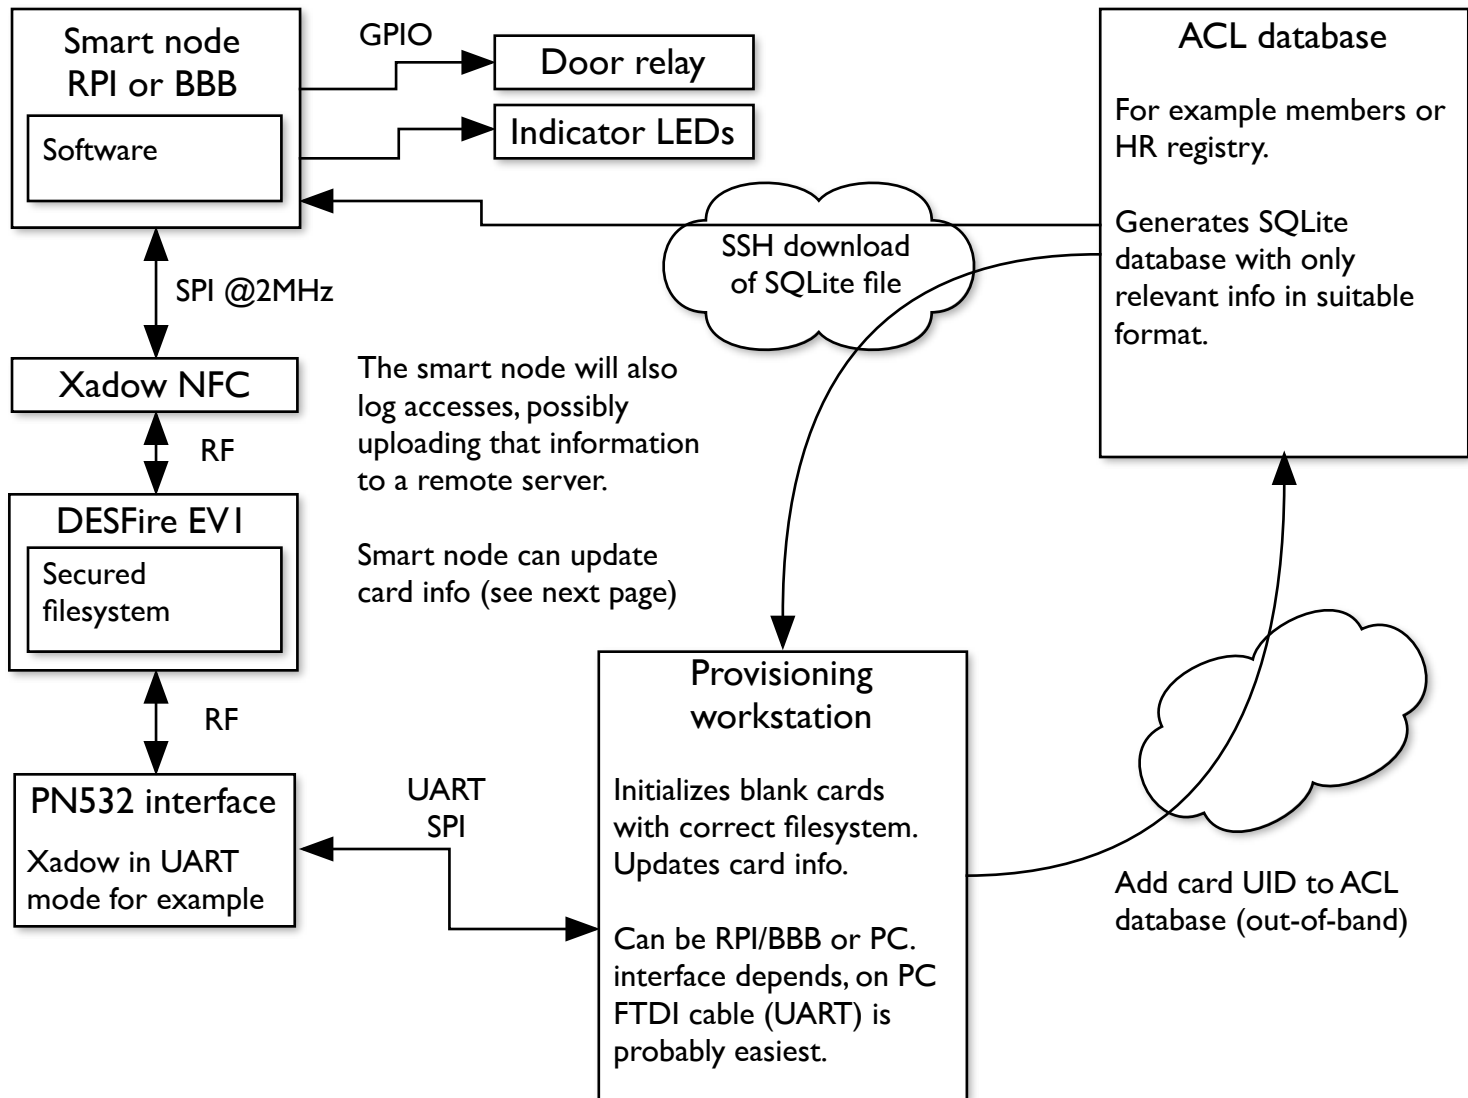 Smart node
RPI or BBB
Software
GPIO
Door relay
Indicator LEDs
ACL database
For example members or
HR registry.
Generates SQLite
database with only
relevant info in suitable
format.
SSH download
of SQLite file
SPI @2MHz
Xadow NFC
RF
DESFire EV1
Secured
filesystem
RF
PN532 interface
Xadow in UART
mode for example
The smart node will also
log accesses, possibly
uploading that information
to a remote server.
Smart node can update
card info (see next page)
UART
SPI
Provisioning
workstation
Initializes blank cards
with correct filesystem.
Updates card info.
Can be RPI/BBB or PC.
interface depends, on PC
FTDI cable (UART) is
probably easiest.
Add card UID to ACL
database (out-of-band)